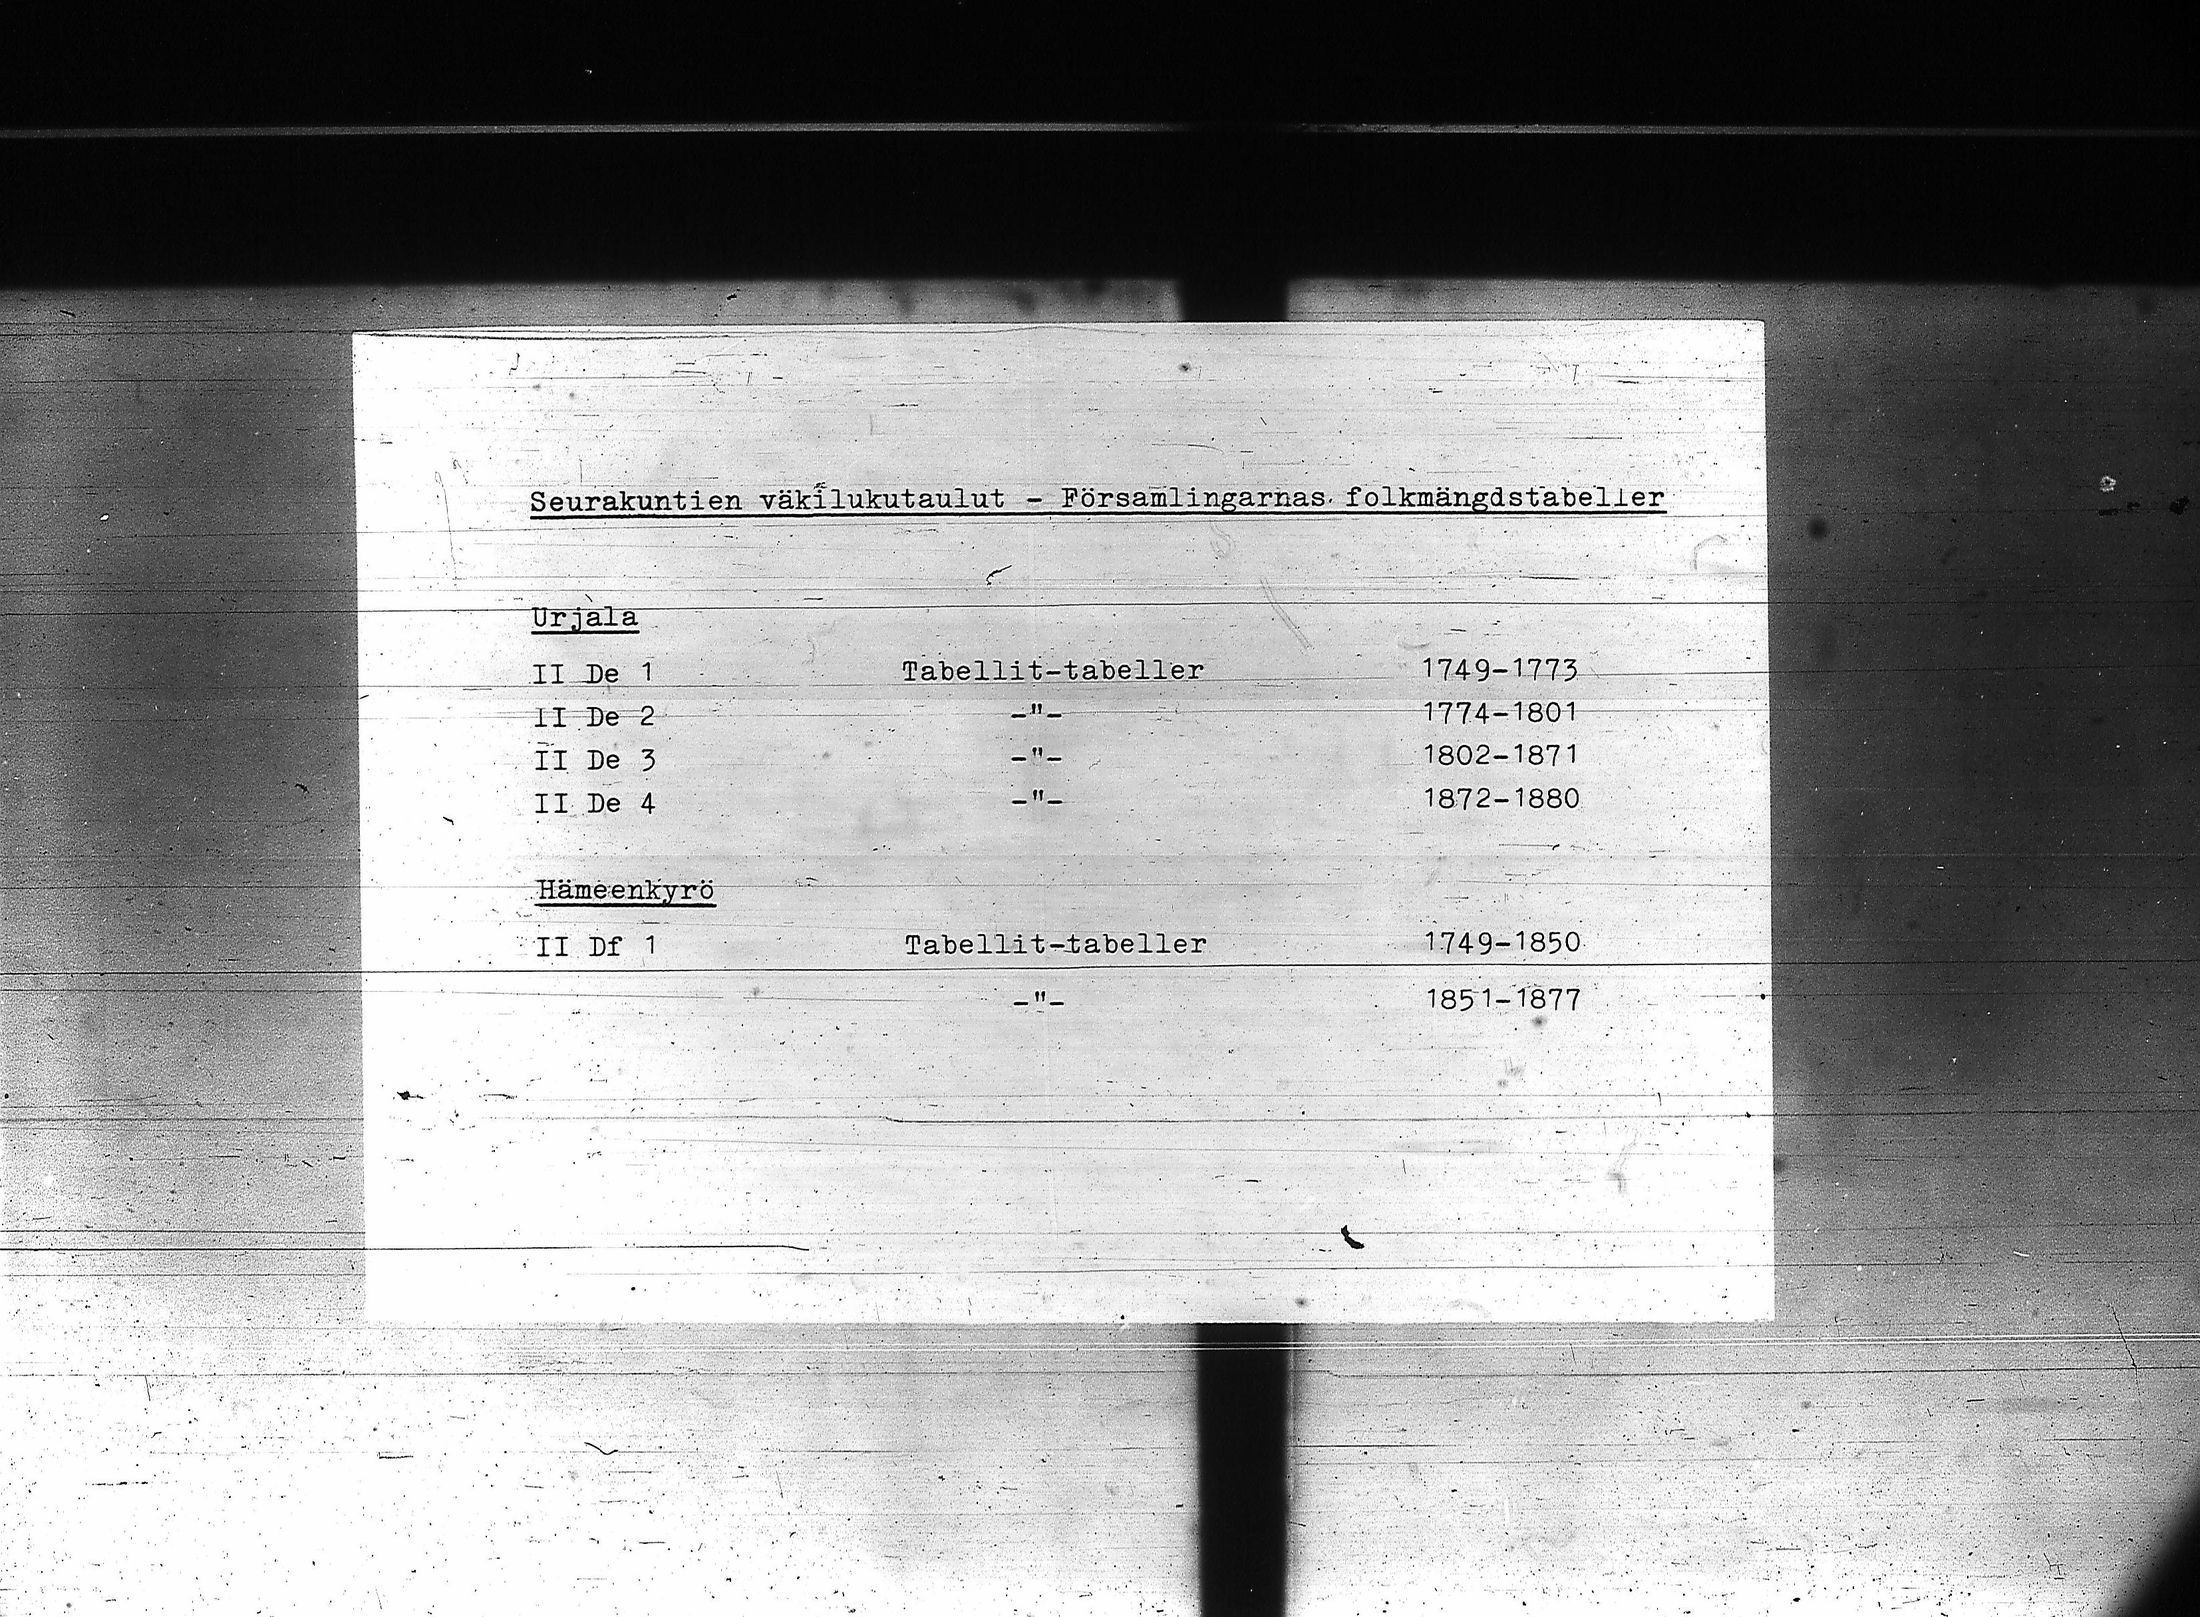 Seurakuntien väkilukutaulut - Församlingarnas folkmängdstabeller
Urjala
II De 1 Tabellit-tabeller 1749-1773
II De 2 -"- 1774-1801
II De 3 -"- 1802-1871
II De 4 -"- 1872-1880
Hämeenkyrö
II Df 1 Tabellit-tabeller 1749-1850
-"- 1851-1877